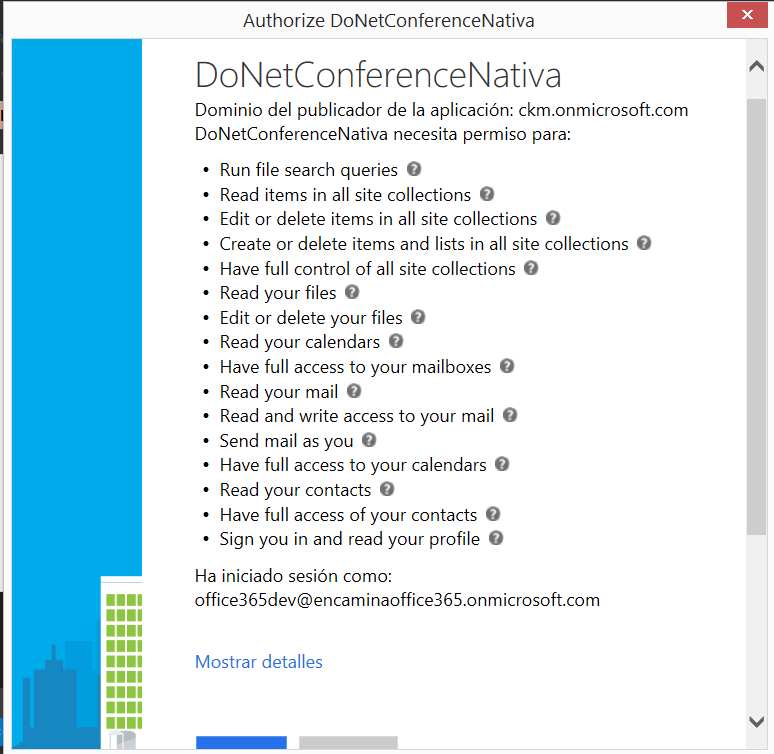 Authorize DoNetConferenceNativa
DoNetConferenceNativa
Dominio del publicador de la aplicación: ckm.onmicrosoft.com
DoNetConferenceNativa necesita permiso para:
• Run file search queries ?
• Read items in all site collections ?
• Edit or delete items in all site collections ?
• Create or delete items and lists in all site collections ?
• Have full control of all site collections ?
• Read your files ?
• Edit or delete your files ?
• Read your calendars ?
• Have full access to your mailboxes ?
• Read your mail ?
• Read and write access to your mail ?
• Send mail as you ?
• Have full access to your calendars ?
• Read your contacts ?
• Have full access of your contacts ?
• Sign you in and read your profile ?
Ha iniciado sesión como:
office365dev@encaminaoffice365.onmicrosoft.com
Mostrar detalles